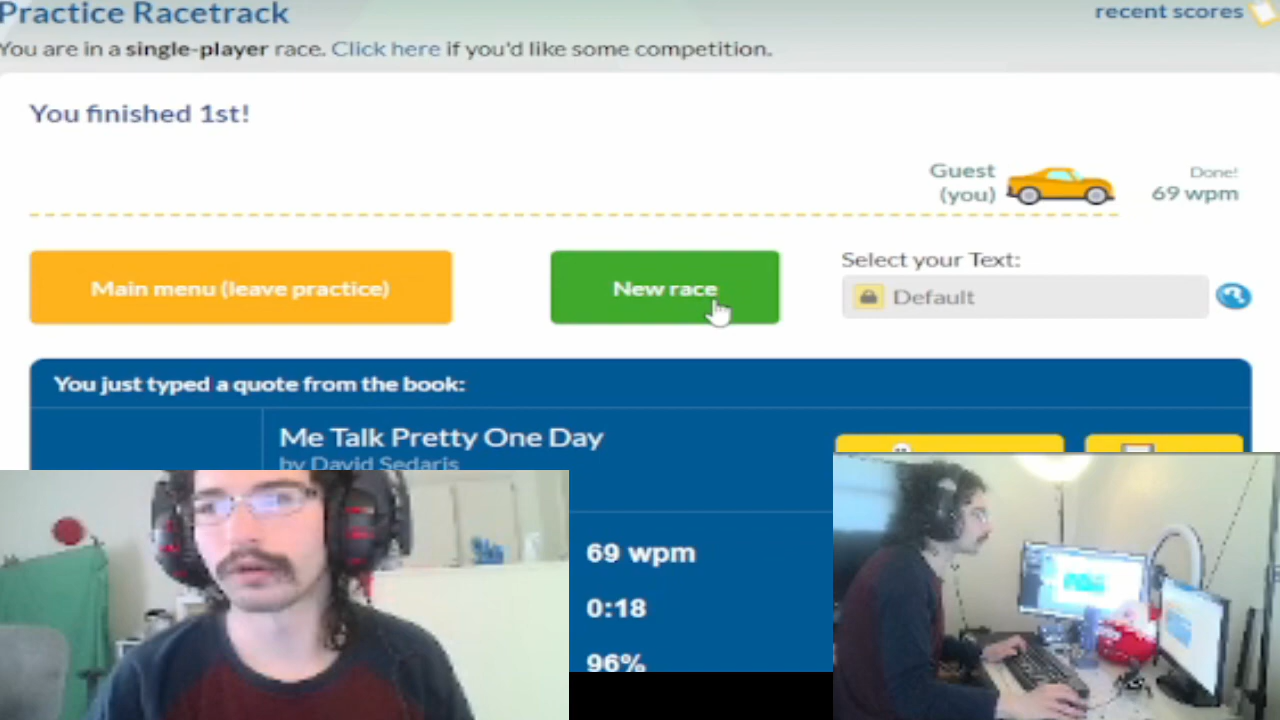 Practice Racetrack
recent scores
You are in a single-player race. Click here if you'd like some competition.
You finished 1st!
Guest
(you)
Done!
69 wpm
Main menu (leave practice)
New race
Select your Text:
Default
You just typed a quote from the book:
Me Talk Pretty One Day
by David Sedaris
69 wpm
0:18
96%